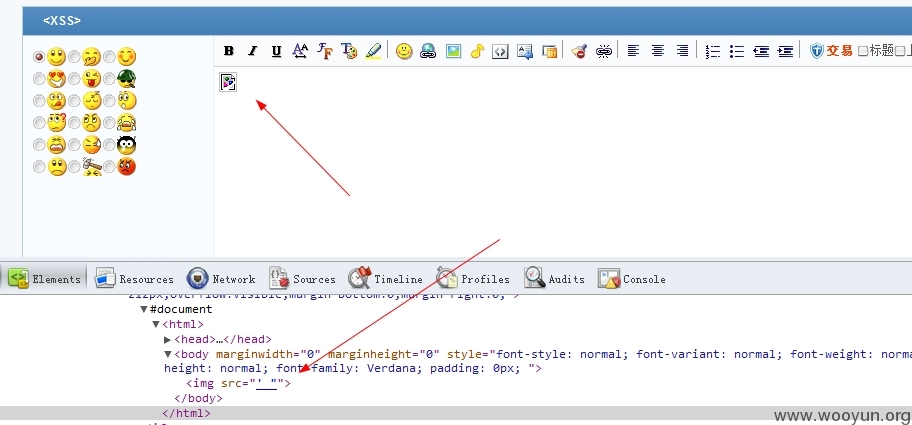 <XSS>
B I U 交易 标题
Elements Resources Network Sources Timeline Profiles Audits Console
212px;overflow:visible;margin-bottom:0;margin-right:0; ">
▼#document
▼<html>
▶<head>…</head>
▼<body marginwidth="0" marginheight="0" style="font-style: normal; font-variant: normal; font-weight: norma
height: normal; font-family: Verdana; padding: 0px; ">
<img src="' "">
</body>
</html>
www.wooyun.org